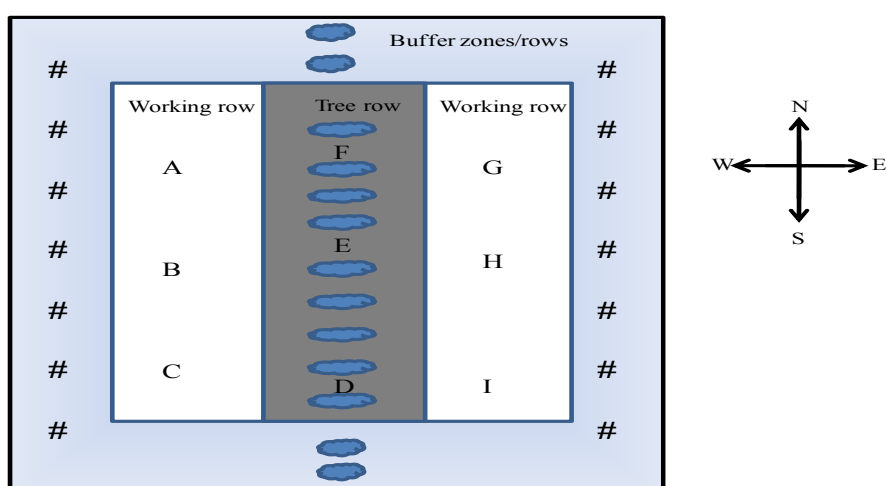 Buffer zones/rows
# #
Working row Tree row Working row
# #
N
F
A G
W E
# #
S
E
# #
B H
# #
C
# #
D I
# #